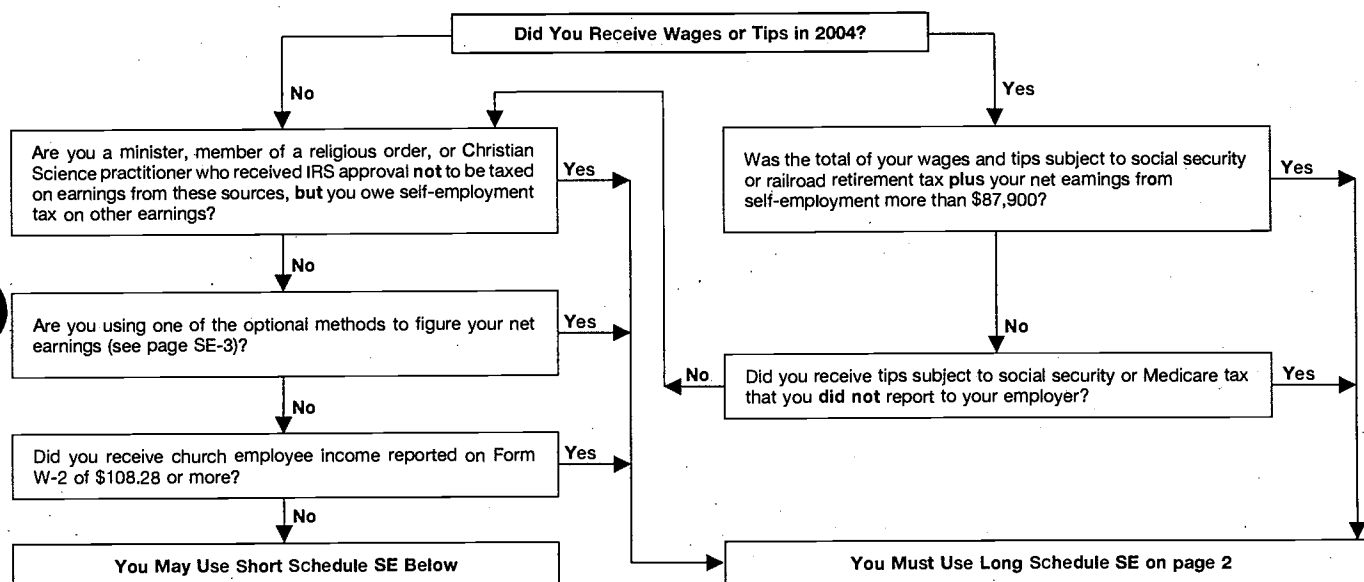 Did You Receive Wages or Tips in 2004?
No
Yes
Are you a minister, member of a religious order, or Christian
Science practitioner who received IRS approval not to be taxed
on earnings from these sources, but you owe self-employment
tax on other earnings?
Yes
Was the total of your wages and tips subject to social security
or railroad retirement tax plus your net earnings from
self-employment more than $87,900?
Yes
No
Are you using one of the optional methods to figure your net
earnings (see page SE-3)?
Yes
No
No
Did you receive tips subject to social security or Medicare tax
that you did not report to your employer?
Yes
No
Did you receive church employee income reported on Form
W-2 of $108.28 or more?
Yes
No
You May Use Short Schedule SE Below
You Must Use Long Schedule SE on page 2